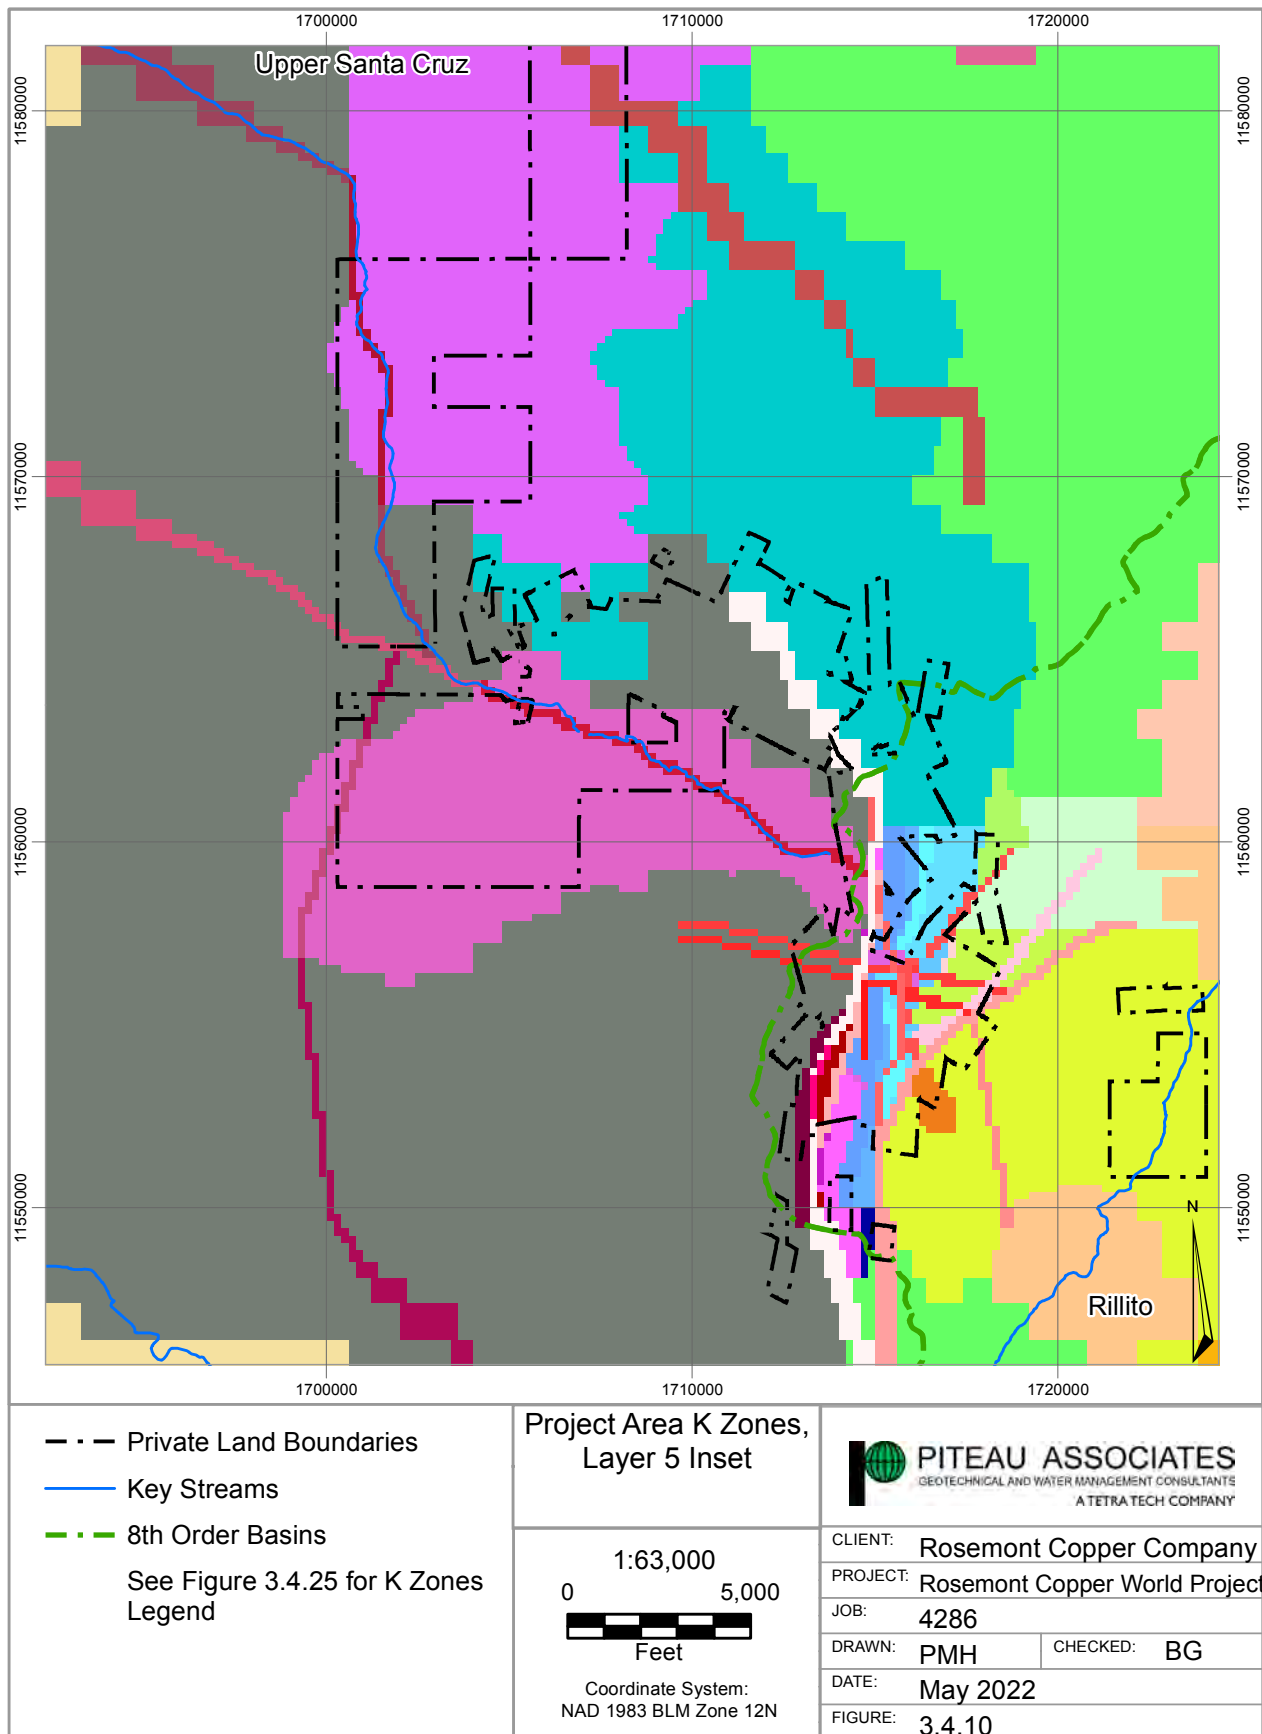 1700000
1710000
1720000
Upper Santa Cruz
11580000
11580000
11570000
11570000
11560000
11560000
11550000
11550000
N
Rillito
1700000
1710000
1720000
Private Land Boundaries
Key Streams
8th Order Basins
See Figure 3.4.25 for K Zones
Legend
Project Area K Zones,
Layer 5 Inset
1:63,000
0 5,000
Feet
Coordinate System:
NAD 1983 BLM Zone 12N
PITEAU ASSOCIATES
GEOTECHNICAL AND WATER MANAGEMENT CONSULTANTS
A TETRA TECH COMPANY
CLIENT: Rosemont Copper Company
PROJECT: Rosemont Copper World Project
JOB: 4286
DRAWN: PMH CHECKED: BG
DATE: May 2022
FIGURE: 3.4.10